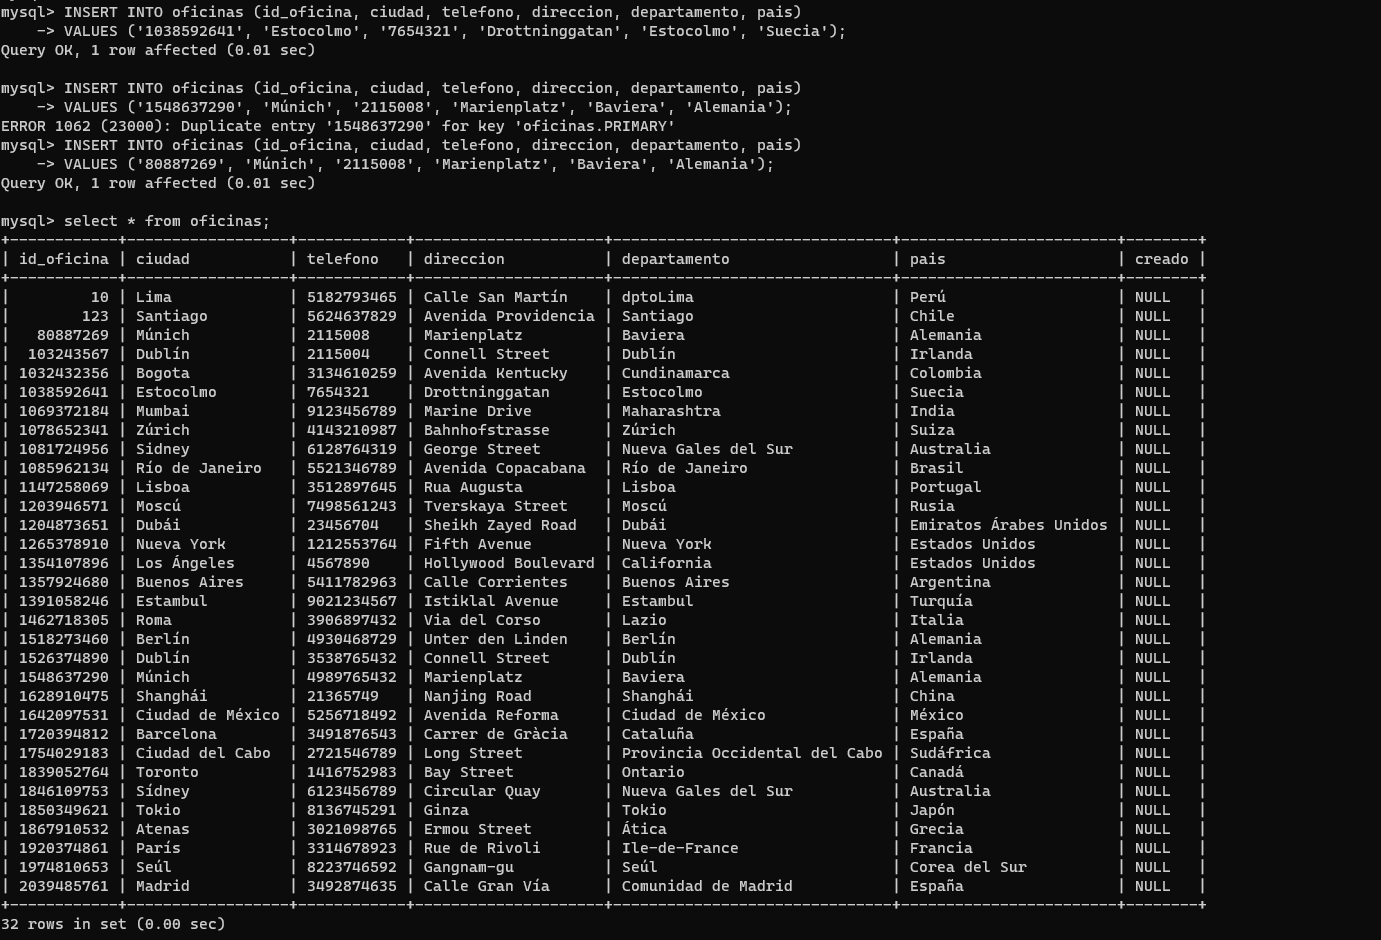 mysql> INSERT INTO oficinas (id_oficina, ciudad, telefono, direccion, departamento, pais)
    -> VALUES ('1038592641', 'Estocolmo', '7654321', 'Drottninggatan', 'Estocolmo', 'Suecia');
Query OK, 1 row affected (0.01 sec)

mysql> INSERT INTO oficinas (id_oficina, ciudad, telefono, direccion, departamento, pais)
    -> VALUES ('1548637290', 'Múnich', '2115008', 'Marienplatz', 'Baviera', 'Alemania');
ERROR 1062 (23000): Duplicate entry '1548637290' for key 'oficinas.PRIMARY'
mysql> INSERT INTO oficinas (id_oficina, ciudad, telefono, direccion, departamento, pais)
    -> VALUES ('80887269', 'Múnich', '2115008', 'Marienplatz', 'Baviera', 'Alemania');
Query OK, 1 row affected (0.01 sec)

mysql> select * from oficinas;
+------------+------------------+------------+---------------------+-------------------------------+------------------------+--------+
| id_oficina | ciudad           | telefono   | direccion           | departamento                  | pais                   | creado |
+------------+------------------+------------+---------------------+-------------------------------+------------------------+--------+
|         10 | Lima             | 5182793465 | Calle San Martín    | dptoLima                      | Perú                   | NULL   |
|        123 | Santiago         | 5624637829 | Avenida Providencia | Santiago                      | Chile                  | NULL   |
|   80887269 | Múnich           | 2115008    | Marienplatz         | Baviera                       | Alemania               | NULL   |
|  103243567 | Dublín           | 2115004    | Connell Street      | Dublín                        | Irlanda                | NULL   |
| 1032432356 | Bogota           | 3134610259 | Avenida Kentucky    | Cundinamarca                  | Colombia               | NULL   |
| 1038592641 | Estocolmo        | 7654321    | Drottninggatan      | Estocolmo                     | Suecia                 | NULL   |
| 1069372184 | Mumbai           | 9123456789 | Marine Drive        | Maharashtra                   | India                  | NULL   |
| 1078652341 | Zúrich           | 4143210987 | Bahnhofstrasse      | Zúrich                        | Suiza                  | NULL   |
| 1081724956 | Sidney           | 6128764319 | George Street       | Nueva Gales del Sur           | Australia              | NULL   |
| 1085962134 | Río de Janeiro   | 5521346789 | Avenida Copacabana  | Río de Janeiro                | Brasil                 | NULL   |
| 1147258069 | Lisboa           | 3512897645 | Rua Augusta         | Lisboa                        | Portugal               | NULL   |
| 1203946571 | Moscú            | 7498561243 | Tverskaya Street    | Moscú                         | Rusia                  | NULL   |
| 1204873651 | Dubái            | 23456704   | Sheikh Zayed Road   | Dubái                         | Emiratos Árabes Unidos | NULL   |
| 1265378910 | Nueva York       | 1212553764 | Fifth Avenue        | Nueva York                    | Estados Unidos         | NULL   |
| 1354107896 | Los Ángeles      | 4567890    | Hollywood Boulevard | California                    | Estados Unidos         | NULL   |
| 1357924680 | Buenos Aires     | 5411782963 | Calle Corrientes    | Buenos Aires                  | Argentina              | NULL   |
| 1391058246 | Estambul         | 9021234567 | Istiklal Avenue     | Estambul                      | Turquía                | NULL   |
| 1462718305 | Roma             | 3906897432 | Via del Corso       | Lazio                         | Italia                 | NULL   |
| 1518273460 | Berlín           | 4930468729 | Unter den Linden    | Berlín                        | Alemania               | NULL   |
| 1526374890 | Dublín           | 3538765432 | Connell Street      | Dublín                        | Irlanda                | NULL   |
| 1548637290 | Múnich           | 4989765432 | Marienplatz         | Baviera                       | Alemania               | NULL   |
| 1628910475 | Shanghái         | 21365749   | Nanjing Road        | Shanghái                      | China                  | NULL   |
| 1642097531 | Ciudad de México | 5256718492 | Avenida Reforma     | Ciudad de México              | México                 | NULL   |
| 1720394812 | Barcelona        | 3491876543 | Carrer de Gràcia    | Cataluña                      | España                 | NULL   |
| 1754029183 | Ciudad del Cabo  | 2721546789 | Long Street         | Provincia Occidental del Cabo | Sudáfrica              | NULL   |
| 1839052764 | Toronto          | 1416752983 | Bay Street          | Ontario                       | Canadá                 | NULL   |
| 1846109753 | Sídney           | 6123456789 | Circular Quay       | Nueva Gales del Sur           | Australia              | NULL   |
| 1850349621 | Tokio            | 8136745291 | Ginza               | Tokio                         | Japón                  | NULL   |
| 1867910532 | Atenas           | 3021098765 | Ermou Street        | Ática                         | Grecia                 | NULL   |
| 1920374861 | París            | 3314678923 | Rue de Rivoli       | Ile-de-France                 | Francia                | NULL   |
| 1974810653 | Seúl             | 8223746592 | Gangnam-gu          | Seúl                          | Corea del Sur          | NULL   |
| 2039485761 | Madrid           | 3492874635 | Calle Gran Vía      | Comunidad de Madrid           | España                 | NULL   |
+------------+------------------+------------+---------------------+-------------------------------+------------------------+--------+
32 rows in set (0.00 sec)